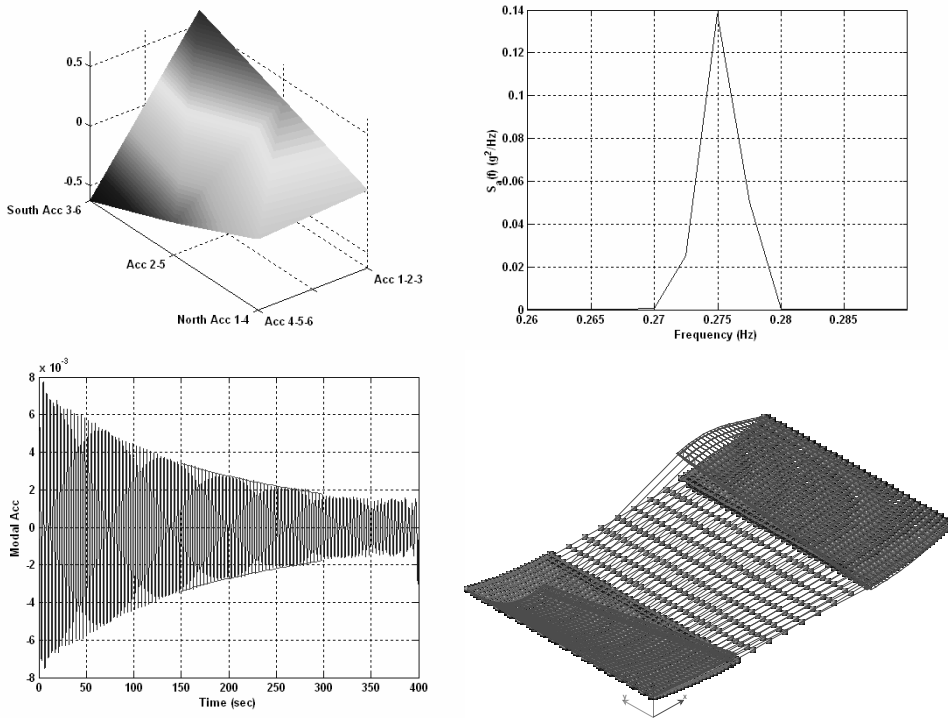 0.5
0
-0.5
South Acc 3-6
Acc 2-5
North Acc 1-4
Acc 4-5-6
Acc 1-2-3
0.14
0.12
0.1
0.08
0.06
0.04
0.02
0
S_a(f) (g^2/Hz)
0.26
0.265
0.27
0.275
0.28
0.285
Frequency (Hz)
x 10^-3
8
6
4
2
0
-2
-4
-6
-8
Modal Acc
0
50
100
150
200
250
300
350
400
Time (sec)
Y
X